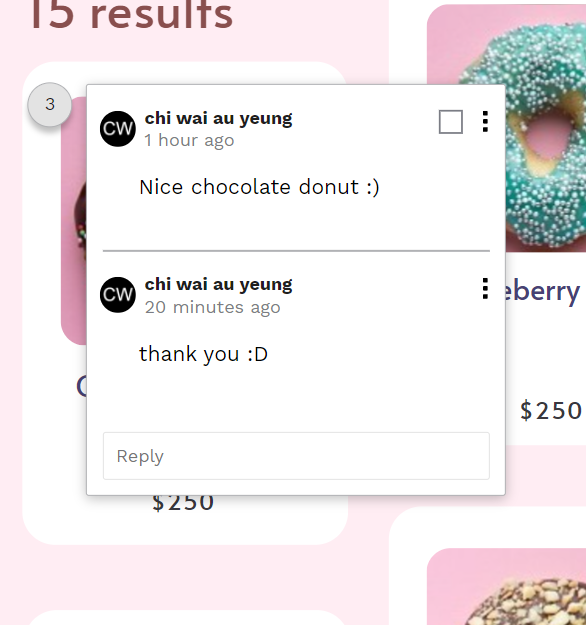 15 results
3
CW
chi wai au yeung
1 hour ago
Nice chocolate donut :)
CW
chi wai au yeung
20 minutes ago
thank you :D
Reply
$250
eberry
$250